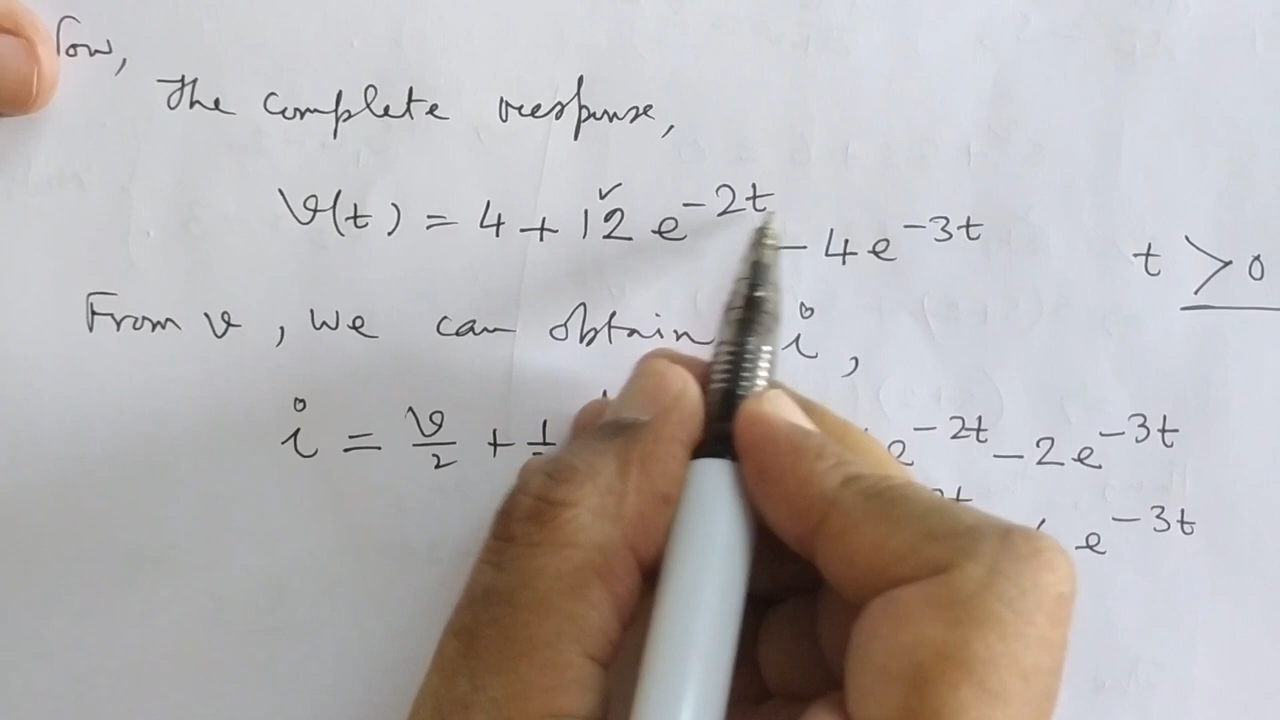 The complete response,
v(t) = 4 + 12 e^{-2t} - 4e^{-3t} t > 0
From v, we can obtain i,
i = v/2 + 1/ e^{-2t} - 2e^{-3t}
e^{-3t}